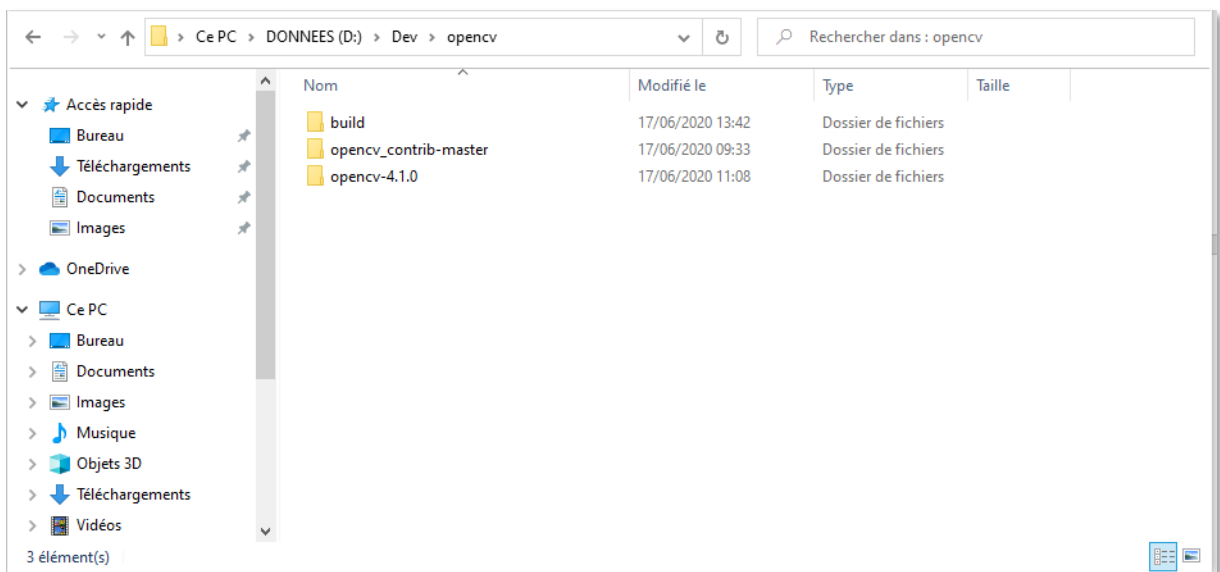 Ce PC > DONNEES (D:) > Dev > opencv
Rechercher dans : opencv
Nom Modifié le Type Taille
Accès rapide
Bureau
Téléchargements
Documents
Images
OneDrive
Ce PC
Bureau
Documents
Images
Musique
Objets 3D
Téléchargements
Vidéos
build 17/06/2020 13:42 Dossier de fichiers
opencv_contrib-master 17/06/2020 09:33 Dossier de fichiers
opencv-4.1.0 17/06/2020 11:08 Dossier de fichiers
3 élément(s)